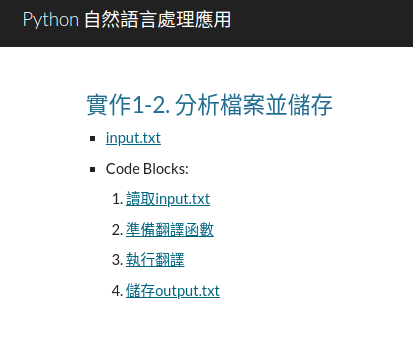 Python 自然語言處理應用
實作1-2. 分析檔案並儲存
input.txt
Code Blocks:
1. 讀取input.txt
2. 準備翻譯函數
3. 執行翻譯
4. 儲存output.txt